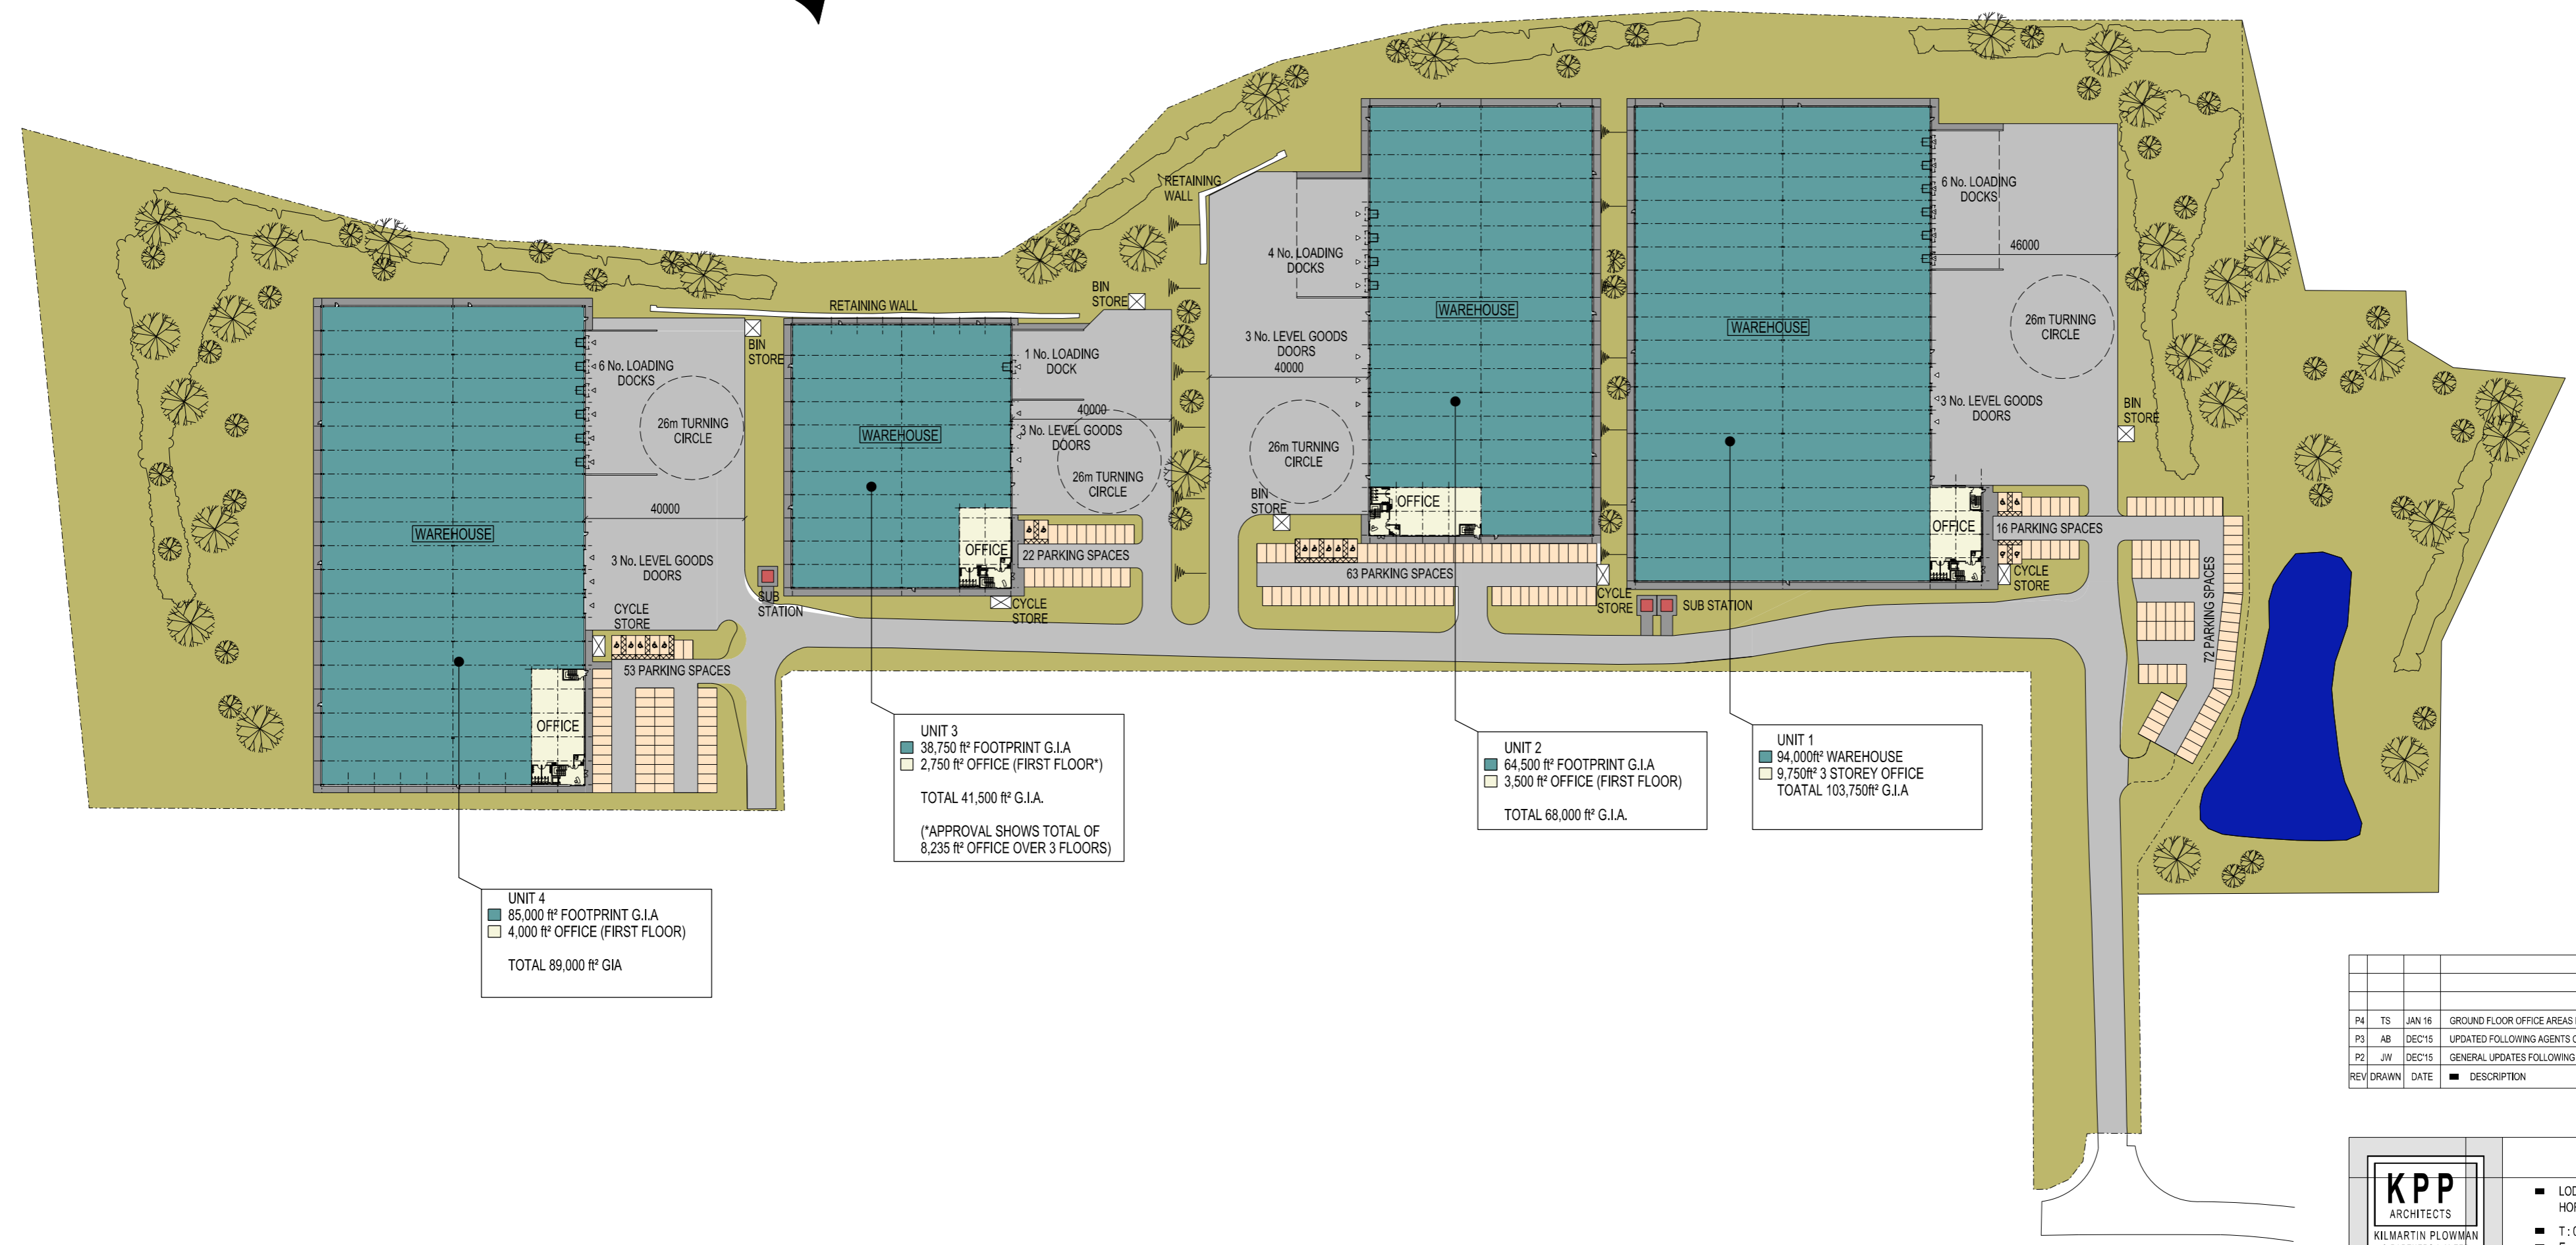 RETAINING
WALL
6 No. LOADING
DOCKS
46000
4 No. LOADING
DOCKS
BIN
STORE
RETAINING WALL
WAREHOUSE
WAREHOUSE
26m TURNING
CIRCLE
BIN
STORE
1 No. LOADING
DOCK
3 No. LEVEL GOODS
DOORS
40000
6 No. LOADING
DOCKS
26m TURNING
CIRCLE
40000
3 No. LEVEL GOODS
DOORS
26m TURNING
CIRCLE
WAREHOUSE
3 No. LEVEL GOODS
DOORS
BIN
STORE
26m TURNING
CIRCLE
BIN
STORE
OFFICE
40000
WAREHOUSE
OFFICE
16 PARKING SPACES
OFFICE
22 PARKING SPACES
3 No. LEVEL GOODS
DOORS
63 PARKING SPACES
CYCLE
STORE
72 PARKING SPACES
SUB
STATION
CYCLE
STORE
CYCLE
STORE
SUB STATION
CYCLE
STORE
53 PARKING SPACES
OFFICE
UNIT 3
38,750 ft² FOOTPRINT G.I.A
2,750 ft² OFFICE (FIRST FLOOR*)
TOTAL 41,500 ft² G.I.A.
(*APPROVAL SHOWS TOTAL OF
8,235 ft² OFFICE OVER 3 FLOORS)
UNIT 2
64,500 ft² FOOTPRINT G.I.A
3,500 ft² OFFICE (FIRST FLOOR)
TOTAL 68,000 ft² G.I.A.
UNIT 1
94,000ft² WAREHOUSE
9,750ft² 3 STOREY OFFICE
TOATAL 103,750ft² G.I.A
UNIT 4
85,000 ft² FOOTPRINT G.I.A
4,000 ft² OFFICE (FIRST FLOOR)
TOTAL 89,000 ft² GIA
P4 TS JAN 16 GROUND FLOOR OFFICE AREAS
P3 AB DEC'15 UPDATED FOLLOWING AGENTS
P2 JW DEC'15 GENERAL UPDATES FOLLOWING
REV DRAWN DATE DESCRIPTION
KPP
ARCHITECTS
KILMARTIN PLOWMAN